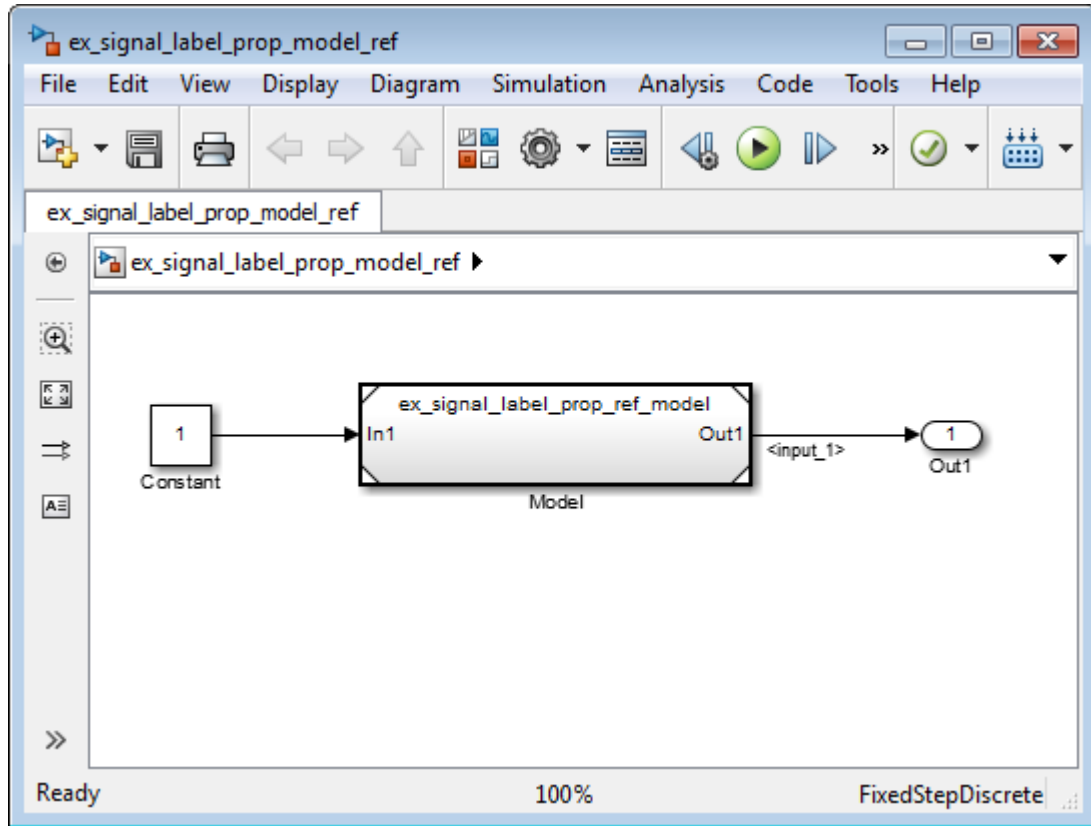 ex_signal_label_prop_model_ref
File Edit View Display Diagram Simulation Analysis Code Tools Help
ex_signal_label_prop_model_ref
ex_signal_label_prop_model_ref
ex_signal_label_prop_ref_model
1
In1
Out1
<input_1>
1
Constant
Out1
Model
Ready 100% FixedStepDiscrete